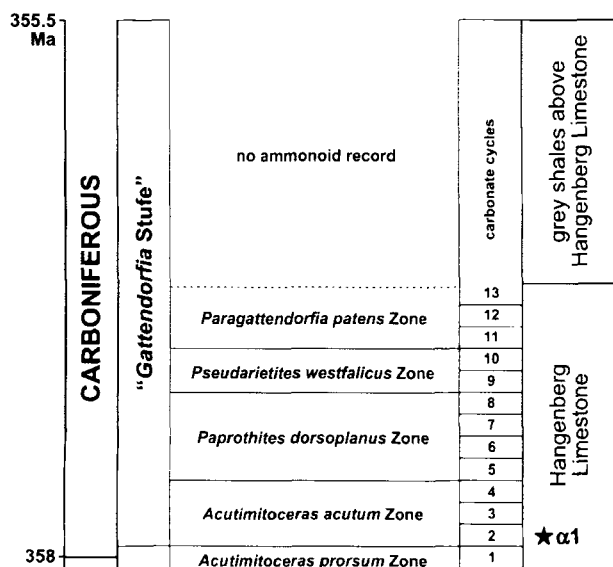 355.5
Ma
CARBONIFEROUS
"Gattendorfia Stufe"
no ammonoid record
carbonate cycles
grey shales above
Hangenberg Limestone
13
Paragattendorfia patens Zone
12
11
Pseudarietites westfalicus Zone
10
9
Paprothites dorsoplanus Zone
8
7
6
5
Acutimitoceras acutum Zone
4
3
2
Hangenberg
Limestone
★α1
358
Acutimitoceras prorsum Zone
1